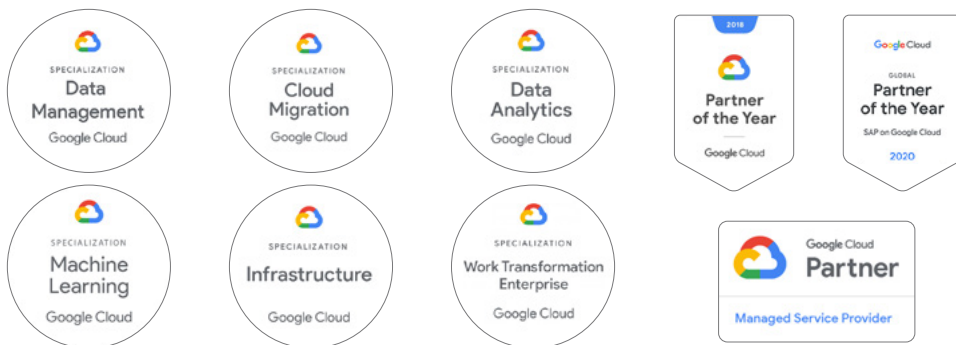 SPECIALIZATION
Data
Management
Google Cloud
SPECIALIZATION
Cloud
Migration
Google Cloud
SPECIALIZATION
Data
Analytics
Google Cloud
2018
Partner
of the Year
Google Cloud
Google Cloud
GLOBAL
Partner
of the Year
SAP on Google Cloud
2020
SPECIALIZATION
Machine
Learning
Google Cloud
SPECIALIZATION
Infrastructure
Google Cloud
SPECIALIZATION
Work Transformation
Enterprise
Google Cloud
Google Cloud
Partner
Managed Service Provider